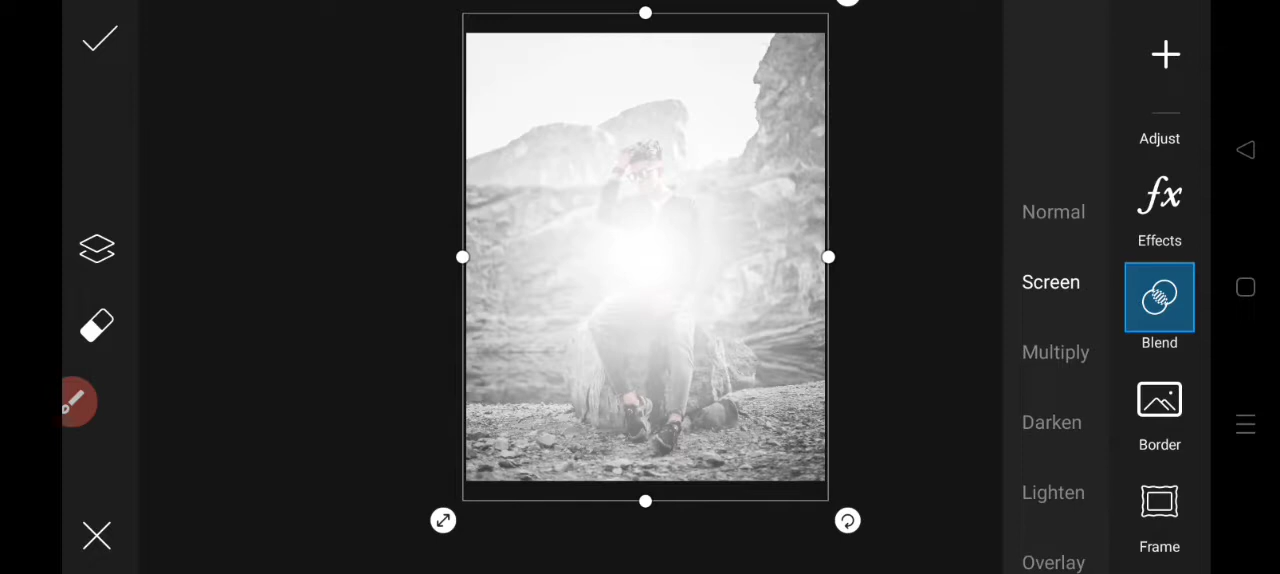 Adjust
Normal
Effects
Screen
Blend
Multiply
Darken
Border
Lighten
Frame
Overlay